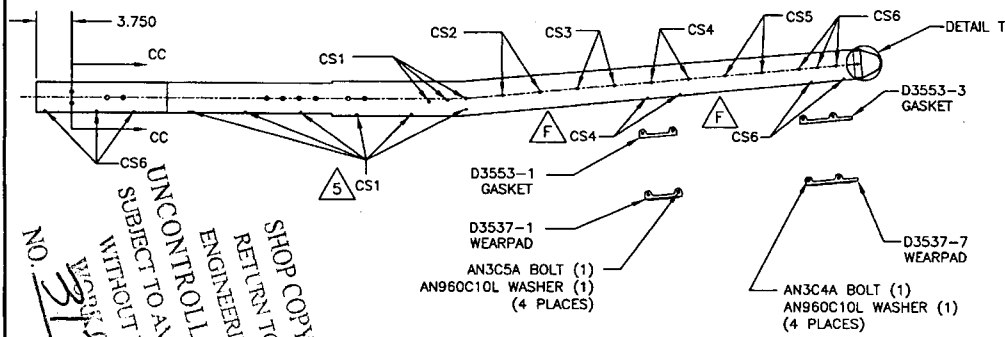 3.750
CC
CC
CS1
CS2
CS3
CS4
CS5
CS6
DETAIL T
CS6
5
CS1
F
CS4
F
CS6
D3553-3
GASKET
D3553-1
GASKET
D3537-1
WEARPAD
D3537-7
WEARPAD
AN3C5A BOLT (1)
AN960C10L WASHER (1)
(4 PLACES)
AN3C4A BOLT (1)
AN960C10L WASHER (1)
(4 PLACES)
SHOP COPY
RETURN TO
ENGINEERI
UNCONTROLL
SUBJECT TO A
WITHOUT
NO. 31